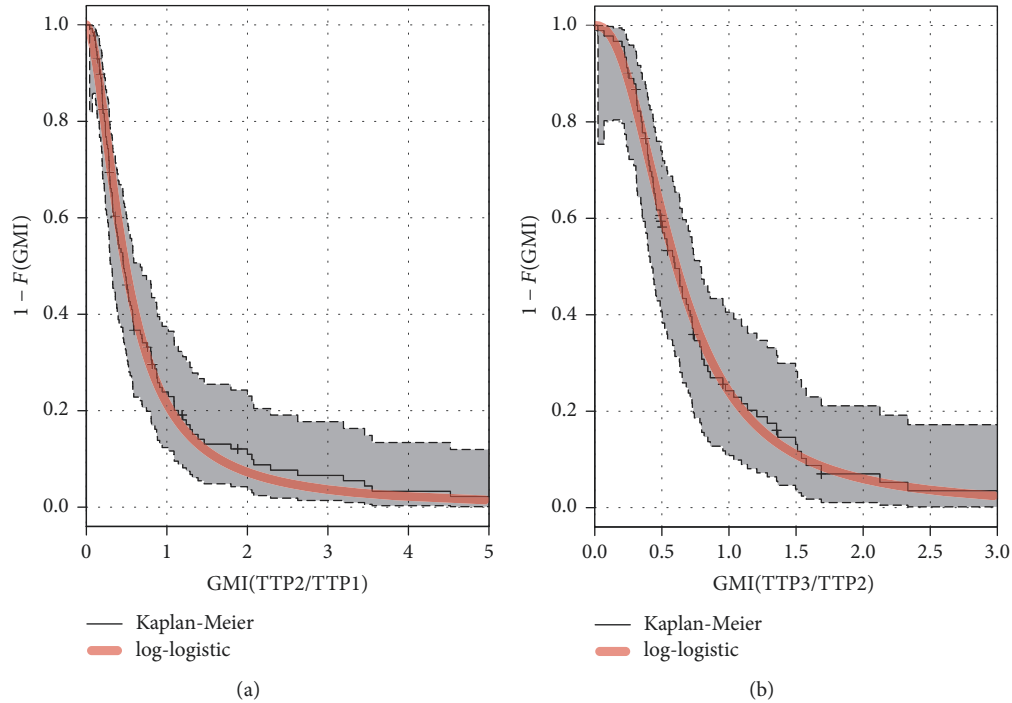 1.0
0.8
0.6
0.4
0.2
0.0
1 − F(GMI)
0 1 2 3 4 5
GMI(TTP2/TTP1)
Kaplan-Meier
log-logistic
(a)
1.0
0.8
0.6
0.4
0.2
0.0
1 − F(GMI)
0.0 0.5 1.0 1.5 2.0 2.5 3.0
GMI(TTP3/TTP2)
Kaplan-Meier
log-logistic
(b)